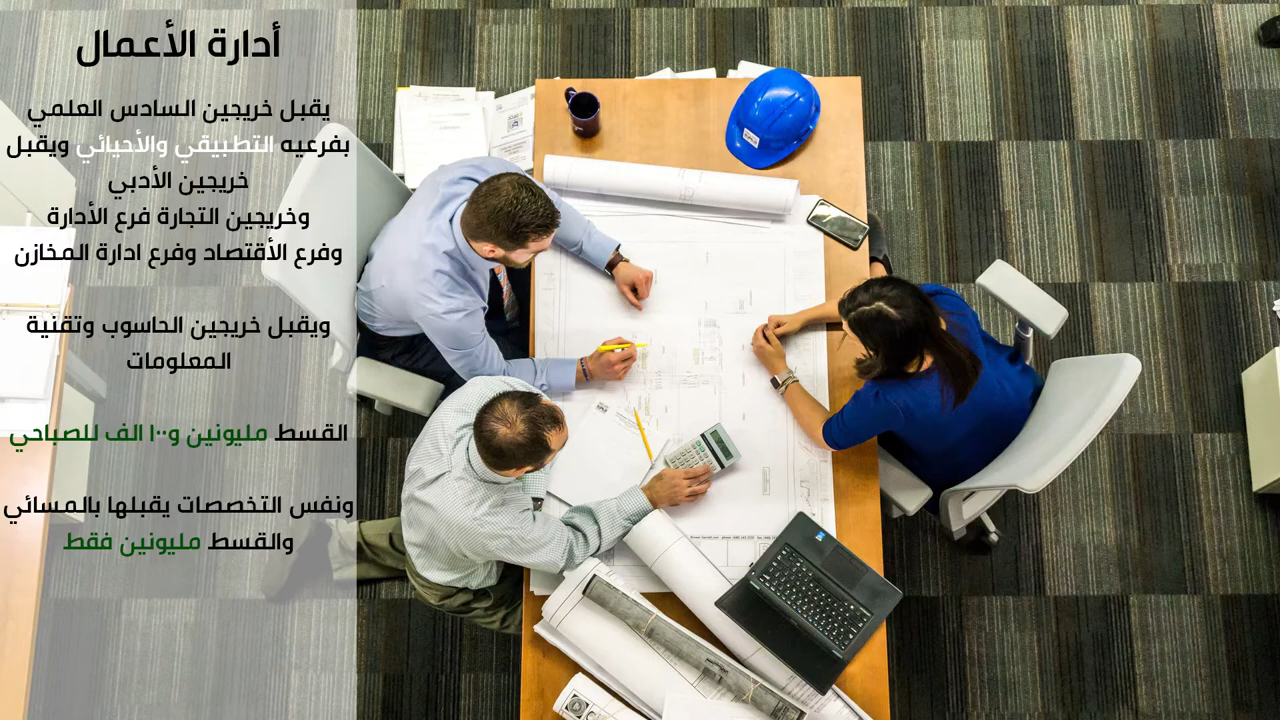 أدارة الأعمال
يقبل خريجين السادس العلمي
بفرعيه التطبيقي والأحيائي ويقبل
خريجين الأدبي
وخريجين التجارة فرع الأدارة
وفرع الأقتصاد وفرع ادارة المخازن
ويقبل خريجين الحاسوب وتقنية
المعلومات
القسط مليونين و١٠٠ الف للصباحي
ونفس التخصصات يقبلها بالمسائي
والقسط مليونين فقط